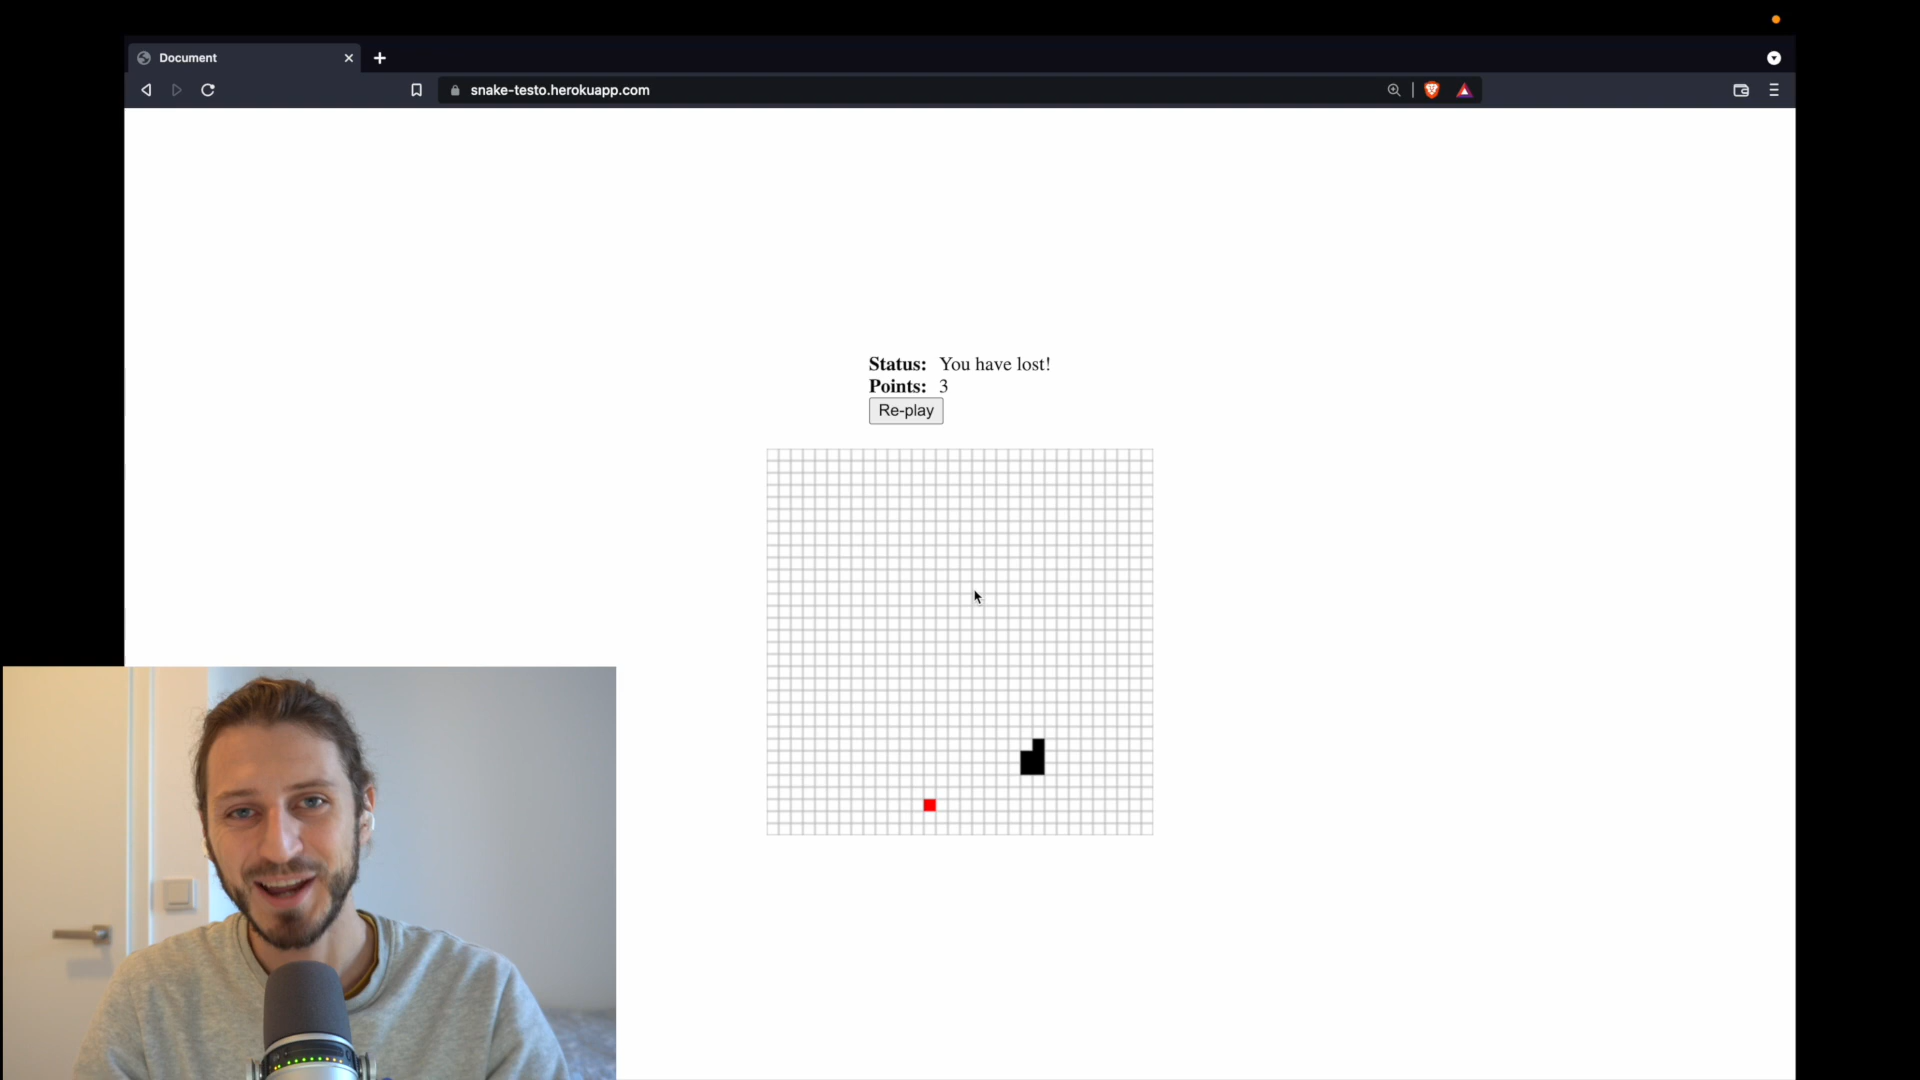 Document
snake-testo.herokuapp.com
Status: You have lost!
Points: 3
Re-play